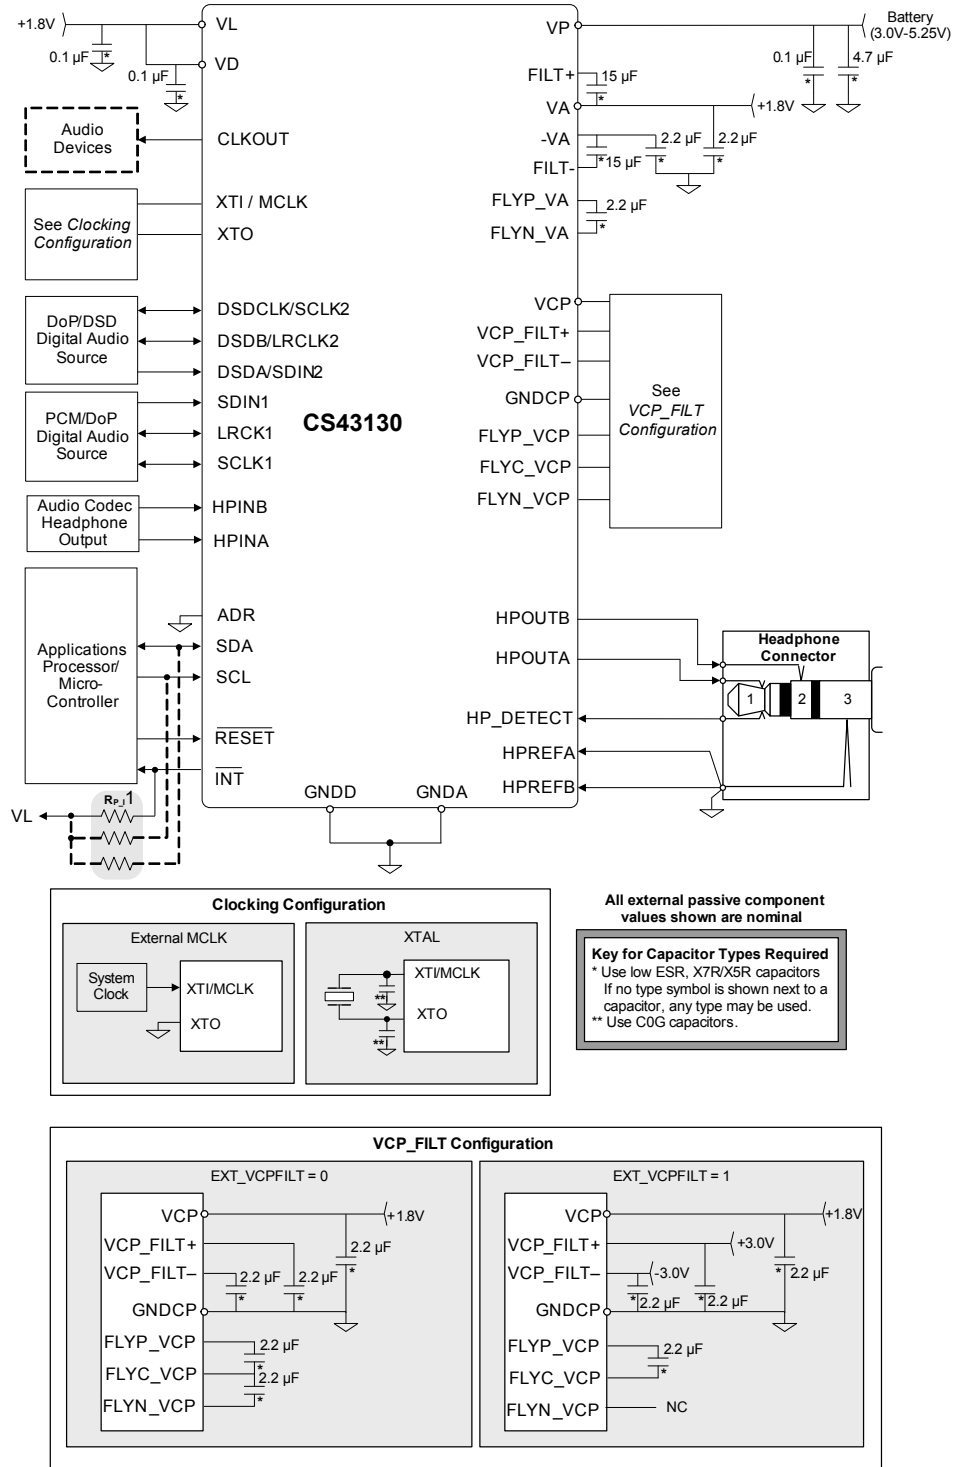 +1.8V
VL
0.1 µF
*
0.1 µF
*
VD
Audio
Devices
CLKOUT
See Clocking
Configuration
XTI / MCLK
XTO
DoP/DSD
Digital Audio
Source
DSDCLK/SCLK2
DSDB/LRCLK2
DSDA/SDIN2
PCM/DoP
Digital Audio
Source
SDIN1
LRCK1
SCLK1
Audio Codec
Headphone
Output
HPINB
HPINA
Applications
Processor/
Micro-
Controller
ADR
SDA
SCL
RESET
INT
VL
RP_I 1
CS43130
GNDD
GNDA
VP
Battery
(3.0V-5.25V)
0.1 µF
*
4.7 µF
*
FILT+
15 µF
*
VA
+1.8V
-VA
2.2 µF
*
2.2 µF
*
*15 µF
FILT-
FLYP_VA
2.2 µF
*
FLYN_VA
VCP
VCP_FILT+
VCP_FILT–
GNDCP
FLYP_VCP
FLYC_VCP
FLYN_VCP
See
VCP_FILT
Configuration
HPOUTB
HPOUTA
HP_DETECT
HPREFA
HPREFB
Headphone
Connector
1
2
3
Clocking Configuration
External MCLK
System
Clock
XTI/MCLK
XTO
XTAL
XTI/MCLK
**
XTO
**
All external passive component
values shown are nominal
Key for Capacitor Types Required
* Use low ESR, X7R/X5R capacitors
If no type symbol is shown next to a
capacitor, any type may be used.
** Use C0G capacitors.
VCP_FILT Configuration
EXT_VCPFILT = 0
VCP
+1.8V
VCP_FILT+
2.2 µF
*
VCP_FILT–
2.2 µF
*
2.2 µF
*
GNDCP
FLYP_VCP
2.2 µF
*
FLYC_VCP
2.2 µF
*
FLYN_VCP
EXT_VCPFILT = 1
VCP
+1.8V
VCP_FILT+
+3.0V
VCP_FILT–
-3.0V
* 2.2 µF
*
2.2 µF
* 2.2 µF
GNDCP
FLYP_VCP
2.2 µF
*
FLYC_VCP
FLYN_VCP
NC